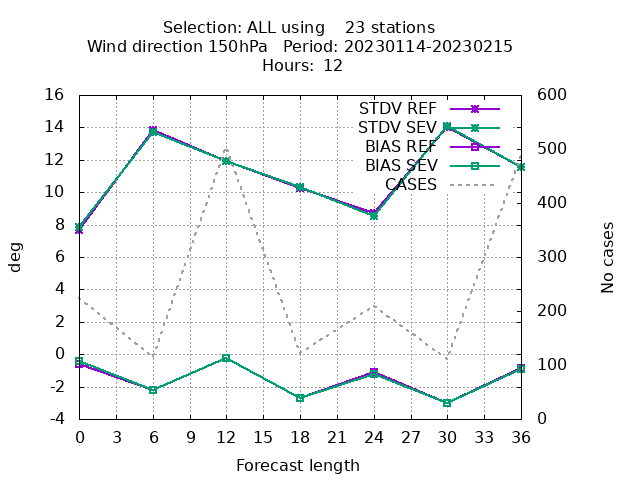 Selection: ALL using    23 stations
Wind direction 150hPa   Period: 20230114-20230215
Hours:  12
STDV REF
STDV SEV
BIAS REF
BIAS SEV
CASES
16
14
12
10
8
6
4
2
0
-2
-4
deg
600
500
400
300
200
100
0
No cases
0 3 6 9 12 15 18 21 24 27 30 33 36
Forecast length